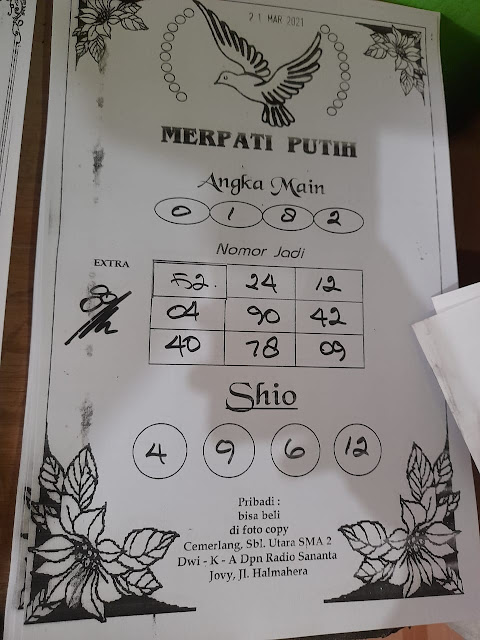 21 MAR 2021
MERPATI PUTIH
Angka Main
0 1 8 2
Nomor Jadi
EXTRA
52. 24 12
04 90 42
40 78 09
Shio
4 9 6 12
Pribadi :
bisa beli
di foto copy
Cemerlang, Sbl. Utara SMA 2
Dwi - K - A Dpn Radio Sananta
Jovy, Jl. Halmahera